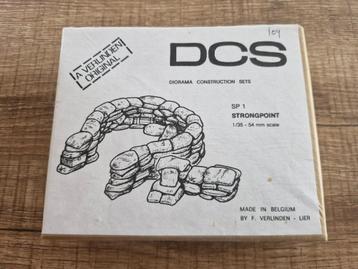 A VERLINDEN
ORIGINAL
DCS
DIORAMA CONSTRUCTION SETS
SP 1
STRONGPOINT
1/35 - 54 mm scale
MADE IN BELGIUM
BY F. VERLINDEN - LIER